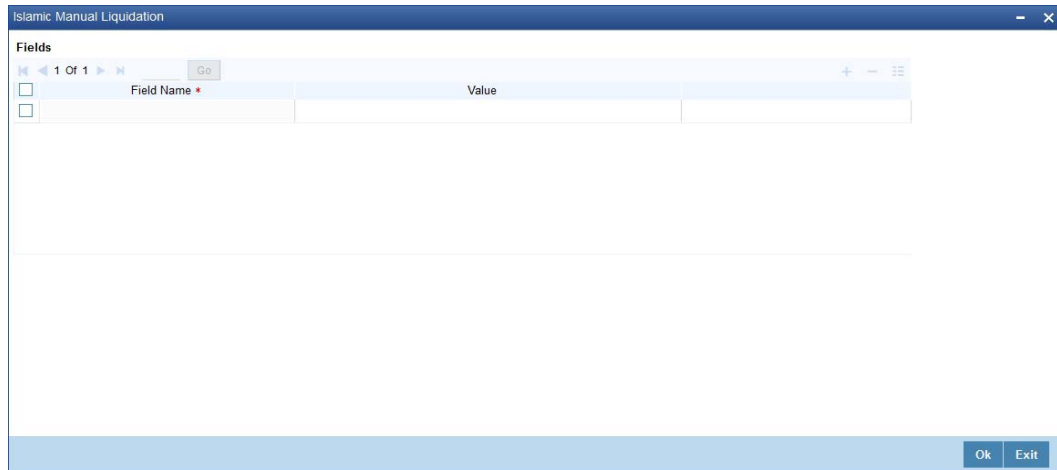 Islamic Manual Liquidation
Fields
1 Of 1 Go
Field Name * Value
Ok Exit